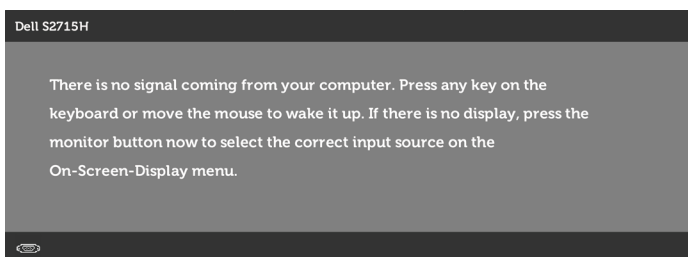 Dell S2715H
There is no signal coming from your computer. Press any key on the
keyboard or move the mouse to wake it up. If there is no display, press the
monitor button now to select the correct input source on the
On-Screen-Display menu.